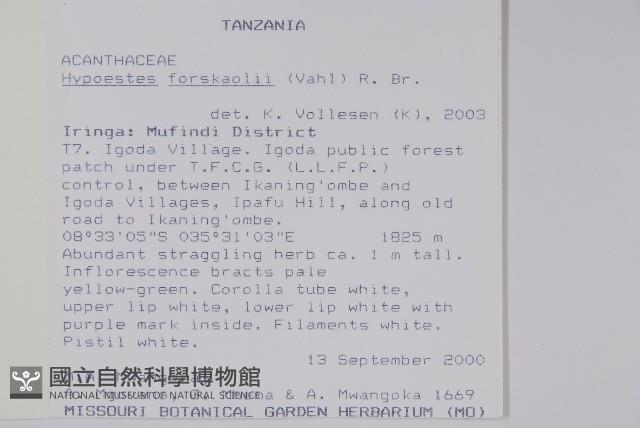 TANZANIA
ACANTHACEAE
Hypoestes forskaolii (Vahl) R. Br.
det. K. Vollesen (K), 2003
Iringa: Mufindi District
T7. Igoda Village. Igoda public forest
patch under T.F.C.G. (L.L.F.P.)
control, between Ikaning'ombe and
Igoda Villages, Ipafu Hill, along old
road to Ikaning'ombe.
08°33'05"S 035°31'03"E 1825 m
Abundant straggling herb ca. 1 m tall.
Inflorescence bracts pale
yellow-green. Corolla tube white,
upper lip white, lower lip white with
purple mark inside. Filaments white.
Pistil white.
13 September 2000
國立自然科學博物館
NATIONAL MUSEUM OF NATURAL SCIENCE
& A. Mwangoka 1669
MISSOURI BOTANICAL GARDEN HERBARIUM (MO)